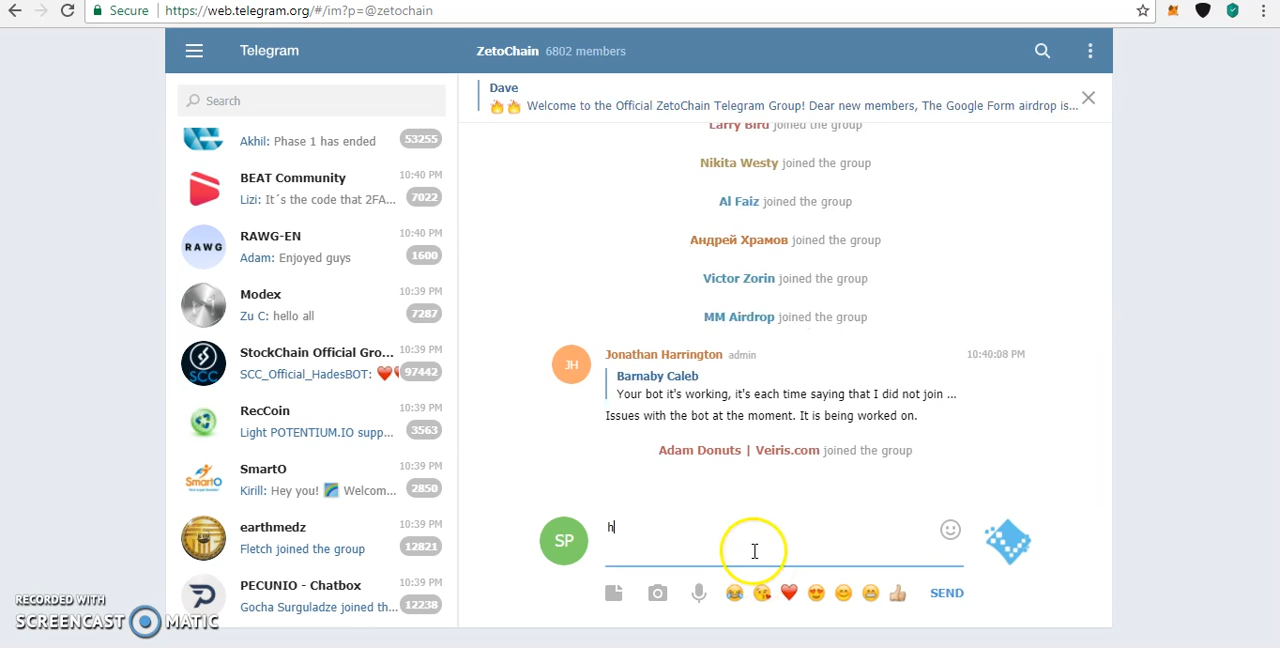 Secure https://web.telegram.org/#/im?p=@zetochain
Telegram
ZetoChain 6802 members
Search
Akhil: Phase 1 has ended 53255
BEAT Community 10:40 PM
Lizi: It´s the code that 2FA... 7022
RAWG
RAWG-EN 10:40 PM
Adam: Enjoyed guys 1600
Modex 10:39 PM
Zu C: hello all 7287
SCC
StockChain Official Gro... 10:39 PM
SCC_Official_HadesBOT: ❤️ 97442
RecCoin 10:39 PM
Light POTENTIUM.IO supp... 3563
SmartO
SmartO 10:39 PM
Kirill: Hey you! Welcom... 2850
earthmedz 10:39 PM
Fletch joined the group 12821
PECUNIO - Chatbox 10:39 PM
Gocha Surguladze joined th... 12238
Dave
🔥🔥 Welcome to the Official ZetoChain Telegram Group! Dear new members, The Google Form airdrop is...
Larry Bird joined the group
Nikita Westy joined the group
Al Faiz joined the group
Андрей Храмов joined the group
Victor Zorin joined the group
MM Airdrop joined the group
JH
Jonathan Harrington admin 10:40:08 PM
Barnaby Caleb
Your bot it's working, it's each time saying that I did not join ...
Issues with the bot at the moment. It is being worked on.
Adam Donuts | Veiris.com joined the group
SP
h
SEND
RECORDED WITH
SCREENCAST MATIC